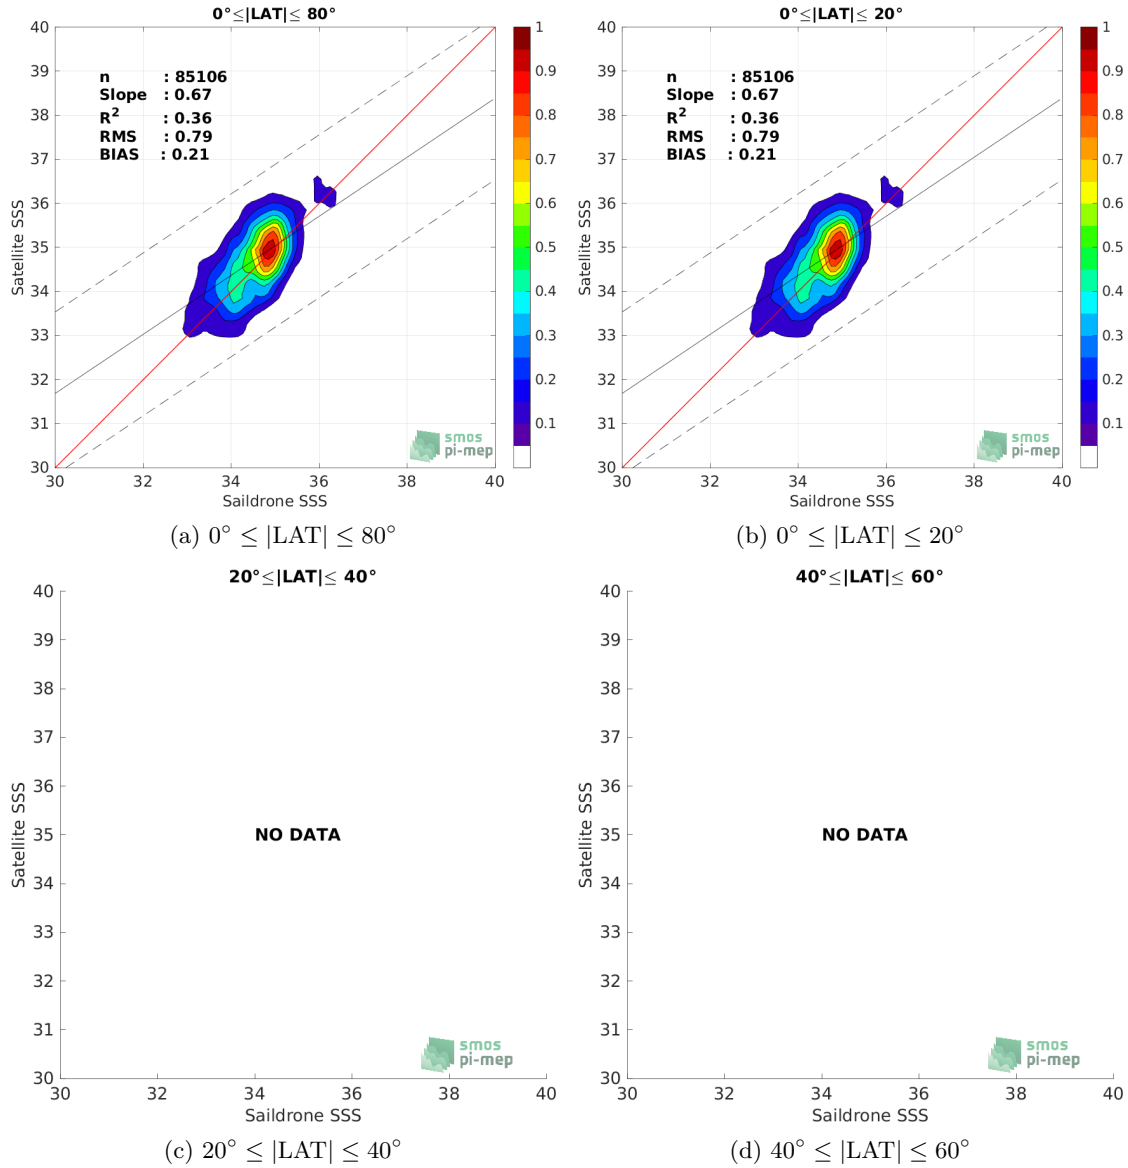 0°≤|LAT|≤ 80°
n : 85106
Slope : 0.67
R² : 0.36
RMS : 0.79
BIAS : 0.21
40
39
38
37
36
35
34
33
32
31
30
Satellite SSS
30 32 34 36 38 40
Saildrone SSS
1
0.9
0.8
0.7
0.6
0.5
0.4
0.3
0.2
0.1
smos
pi-mep
(a) 0° ≤ |LAT| ≤ 80°
0°≤|LAT|≤ 20°
n : 85106
Slope : 0.67
R² : 0.36
RMS : 0.79
BIAS : 0.21
40
39
38
37
36
35
34
33
32
31
30
Satellite SSS
30 32 34 36 38 40
Saildrone SSS
1
0.9
0.8
0.7
0.6
0.5
0.4
0.3
0.2
0.1
smos
pi-mep
(b) 0° ≤ |LAT| ≤ 20°
20°≤|LAT|≤ 40°
40
39
38
37
36
35
34
33
32
31
30
Satellite SSS
NO DATA
30 32 34 36 38 40
Saildrone SSS
smos
pi-mep
(c) 20° ≤ |LAT| ≤ 40°
40°≤|LAT|≤ 60°
40
39
38
37
36
35
34
33
32
31
30
Satellite SSS
NO DATA
30 32 34 36 38 40
Saildrone SSS
smos
pi-mep
(d) 40° ≤ |LAT| ≤ 60°